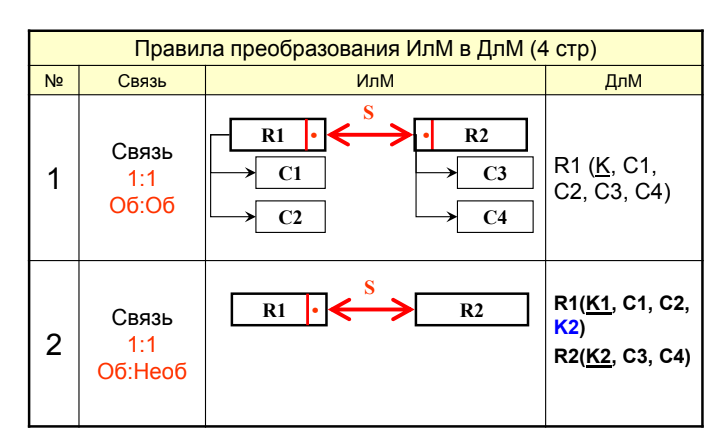 Правила преобразования ИлМ в ДлМ (4 стр)
№ Связь ИлМ ДлМ
1
Связь
1:1
Об:Об
S
R1 R2
C1 C3
C2 C4
R1 (K, C1,
C2, C3, C4)
2
Связь
1:1
Об:Необ
S
R1 R2
R1(K1, C1, C2,
K2)
R2(K2, C3, C4)